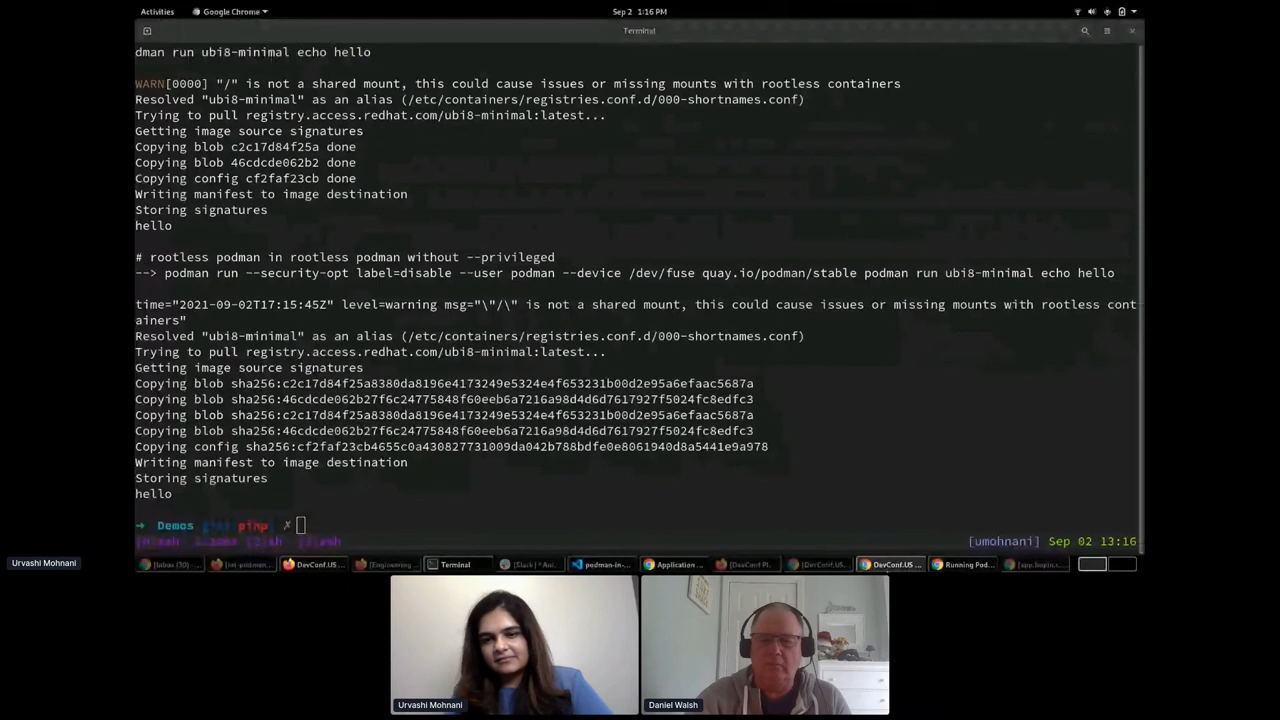 Activities
Google Chrome
Sep 2 1:16 PM
Terminal
dman run ubi8-minimal echo hello
WARN[0000] "/" is not a shared mount, this could cause issues or missing mounts with rootless containers
Resolved "ubi8-minimal" as an alias (/etc/containers/registries.conf.d/000-shortnames.conf)
Trying to pull registry.access.redhat.com/ubi8-minimal:latest...
Getting image source signatures
Copying blob c2c17d84f25a done
Copying blob 46cdcde062b2 done
Copying config cf2faf23cb done
Writing manifest to image destination
Storing signatures
hello
# rootless podman in rootless podman without --privileged
--> podman run --security-opt label=disable --user podman --device /dev/fuse quay.io/podman/stable podman run ubi8-minimal echo hello
time="2021-09-02T17:15:45Z" level=warning msg="\"/\" is not a shared mount, this could cause issues or missing mounts with rootless cont
ainers"
Resolved "ubi8-minimal" as an alias (/etc/containers/registries.conf.d/000-shortnames.conf)
Trying to pull registry.access.redhat.com/ubi8-minimal:latest...
Getting image source signatures
Copying blob sha256:c2c17d84f25a8380da8196e4173249e5324e4f653231b00d2e95a6efaac5687a
Copying blob sha256:46cdcde062b27f6c24775848f60eeb6a7216a98d4d6d7617927f5024fc8edfc3
Copying blob sha256:c2c17d84f25a8380da8196e4173249e5324e4f653231b00d2e95a6efaac5687a
Copying blob sha256:46cdcde062b27f6c24775848f60eeb6a7216a98d4d6d7617927f5024fc8edfc3
Copying config sha256:cf2faf23cb4655c0a430827731009da042b788bdfe0e8061940d8a5441e9a978
Writing manifest to image destination
Storing signatures
hello
→ Demos pinp ✗
[umohnani] Sep 02 13:16
DevConf.US ...
Terminal
podman-in-...
Application ...
DevConf.US ...
Running Pod...
Urvashi Mohnani
Urvashi Mohnani
Daniel Walsh